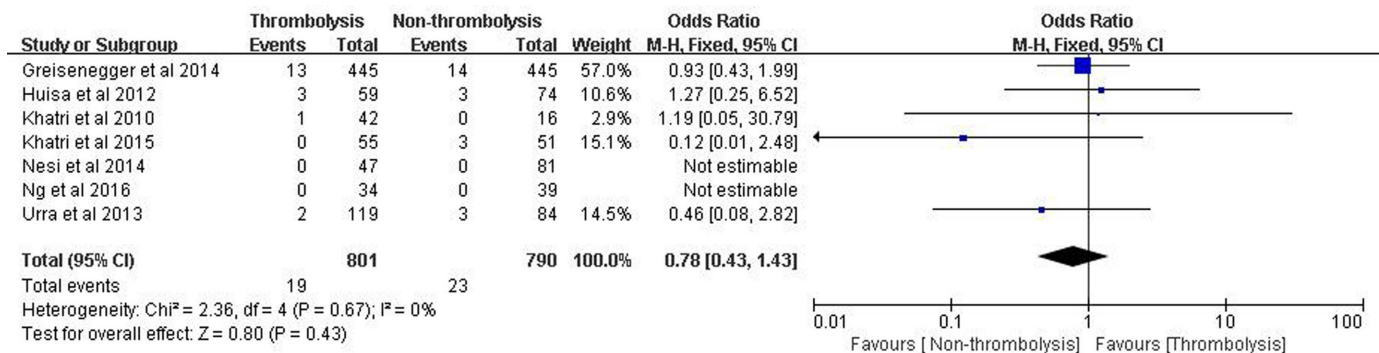 Thrombolysis Non-thrombolysis Odds Ratio Odds Ratio
Study or Subgroup Events Total Events Total Weight M-H, Fixed, 95% CI M-H, Fixed, 95% CI
Greisenegger et al 2014 13 445 14 445 57.0% 0.93 [0.43, 1.99]
Huisa et al 2012 3 59 3 74 10.6% 1.27 [0.25, 6.52]
Khatri et al 2010 1 42 0 16 2.9% 1.19 [0.05, 30.79]
Khatri et al 2015 0 55 3 51 15.1% 0.12 [0.01, 2.48]
Nesi et al 2014 0 47 0 81 Not estimable
Ng et al 2016 0 34 0 39 Not estimable
Urra et al 2013 2 119 3 84 14.5% 0.46 [0.08, 2.82]
Total (95% CI) 801 790 100.0% 0.78 [0.43, 1.43]
Total events 19 23
Heterogeneity: Chi² = 2.36, df = 4 (P = 0.67); I² = 0%
Test for overall effect: Z = 0.80 (P = 0.43)
0.01 0.1 1 10 100
Favours [ Non-thrombolysis] Favours [Thrombolysis]